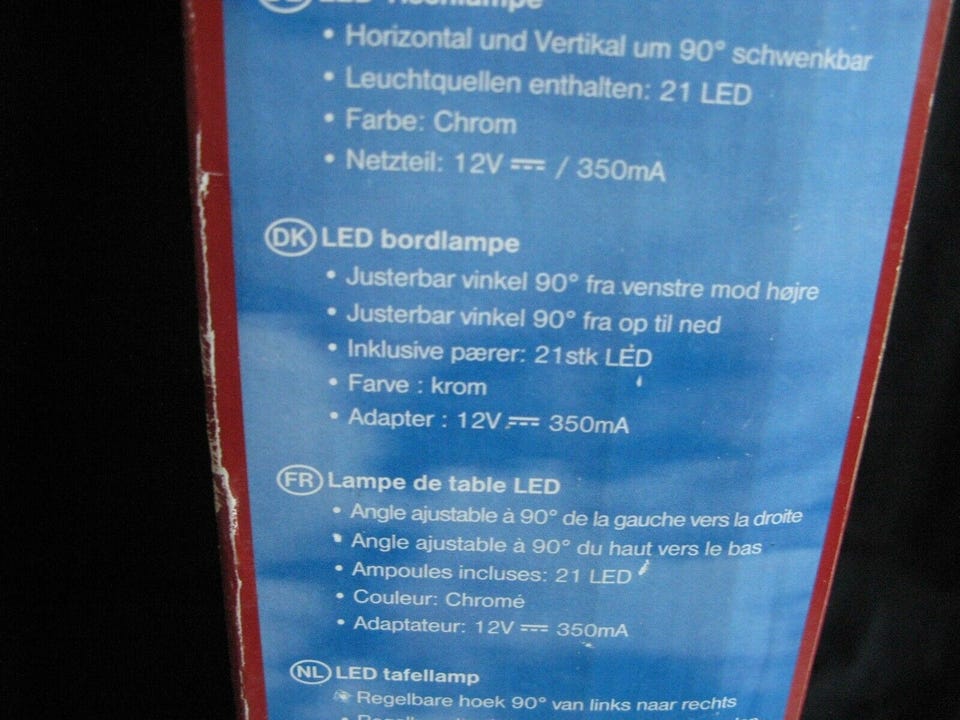 DE LED Tischlampe
• Horizontal und Vertikal um 90° schwenkbar
• Leuchtquellen enthalten: 21 LED
• Farbe: Chrom
• Netzteil: 12V ⎓ / 350mA
DK LED bordlampe
• Justerbar vinkel 90° fra venstre mod højre
• Justerbar vinkel 90° fra op til ned
• Inklusive pærer: 21stk LED
• Farve : krom
• Adapter : 12V ⎓ 350mA
FR Lampe de table LED
• Angle ajustable à 90° de la gauche vers la droite
• Angle ajustable à 90° du haut vers le bas
• Ampoules incluses: 21 LED
• Couleur: Chromé
• Adaptateur: 12V ⎓ 350mA
NL LED tafellamp
• Regelbare hoek 90° van links naar rechts